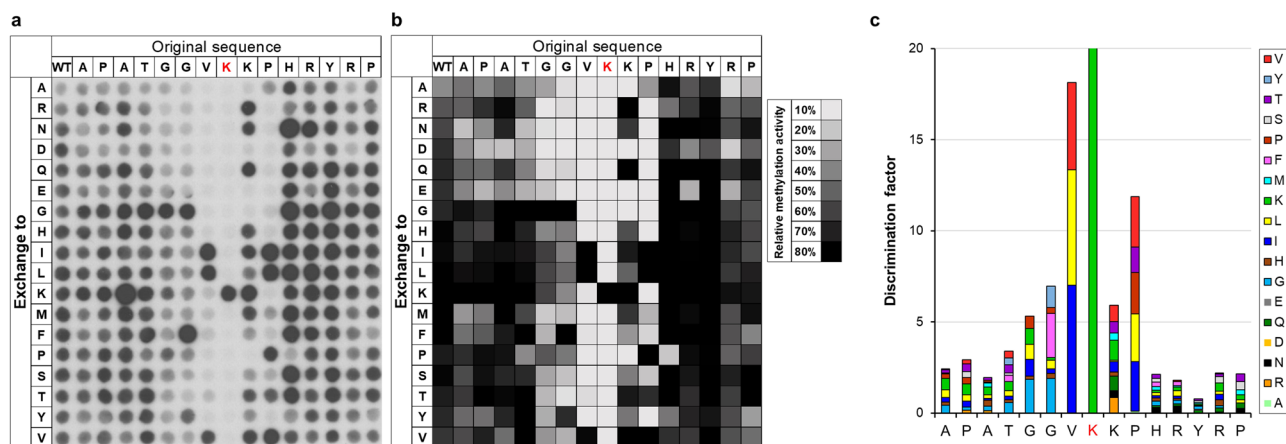 a
Original sequence
WT A P A T G G V K K P H R Y R P
Exchange to
A
R
N
D
Q
E
G
H
I
L
K
M
F
P
S
T
Y
V
b
Original sequence
WT A P A T G G V K K P H R Y R P
Exchange to
A
R
N
D
Q
E
G
H
I
L
K
M
F
P
S
T
Y
V
Relative methylation activity
10%
20%
30%
40%
50%
60%
70%
80%
c
Discrimination factor
20
15
10
5
0
A P A T G G V K K P H R Y R P
V
Y
T
S
P
F
M
K
L
I
H
G
E
Q
D
N
R
A